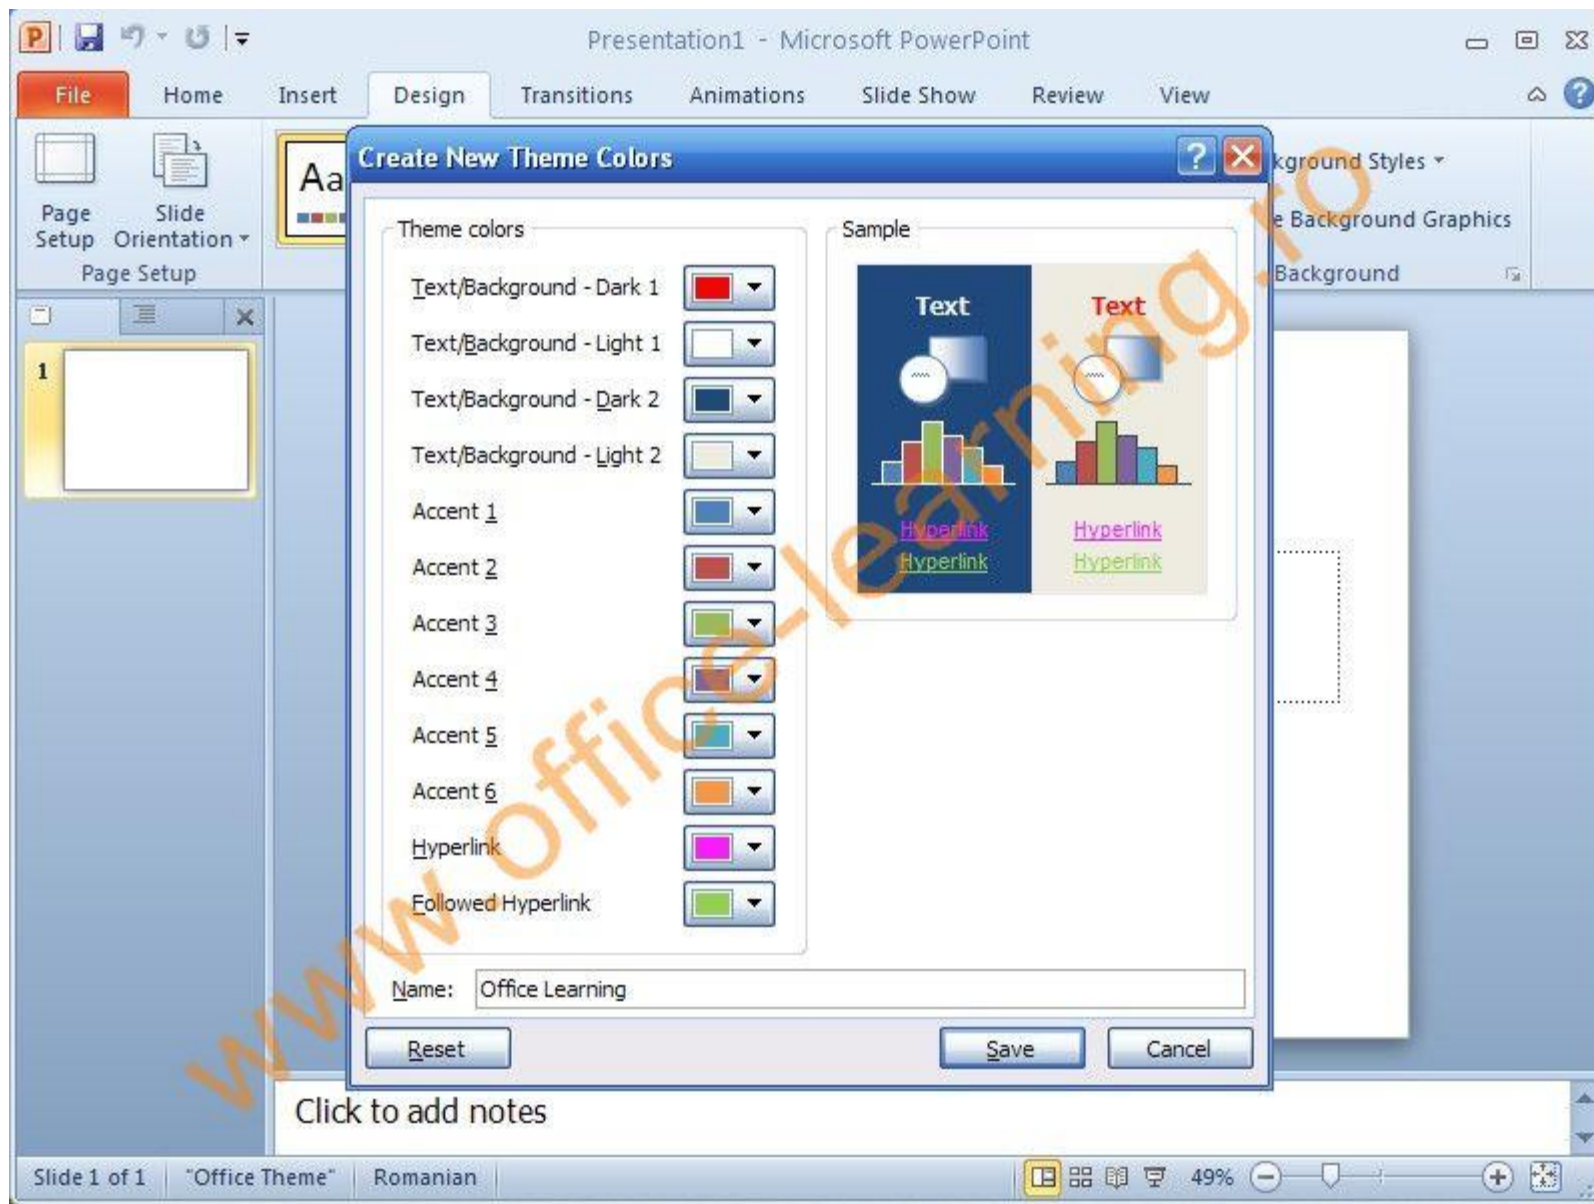 Presentation1 - Microsoft PowerPoint
File Home Insert Design Transitions Animations Slide Show Review View
Page Setup
Slide Orientation
Page Setup
Aa
kground Styles
e Background Graphics
Background
Create New Theme Colors
Theme colors
Text/Background - Dark 1
Text/Background - Light 1
Text/Background - Dark 2
Text/Background - Light 2
Accent 1
Accent 2
Accent 3
Accent 4
Accent 5
Accent 6
Hyperlink
Followed Hyperlink
Sample
Text Text
Hyperlink Hyperlink
Hyperlink Hyperlink
Name: Office Learning
Reset Save Cancel
1
Click to add notes
Slide 1 of 1 "Office Theme" Romanian 49%
www.office-learning.ro